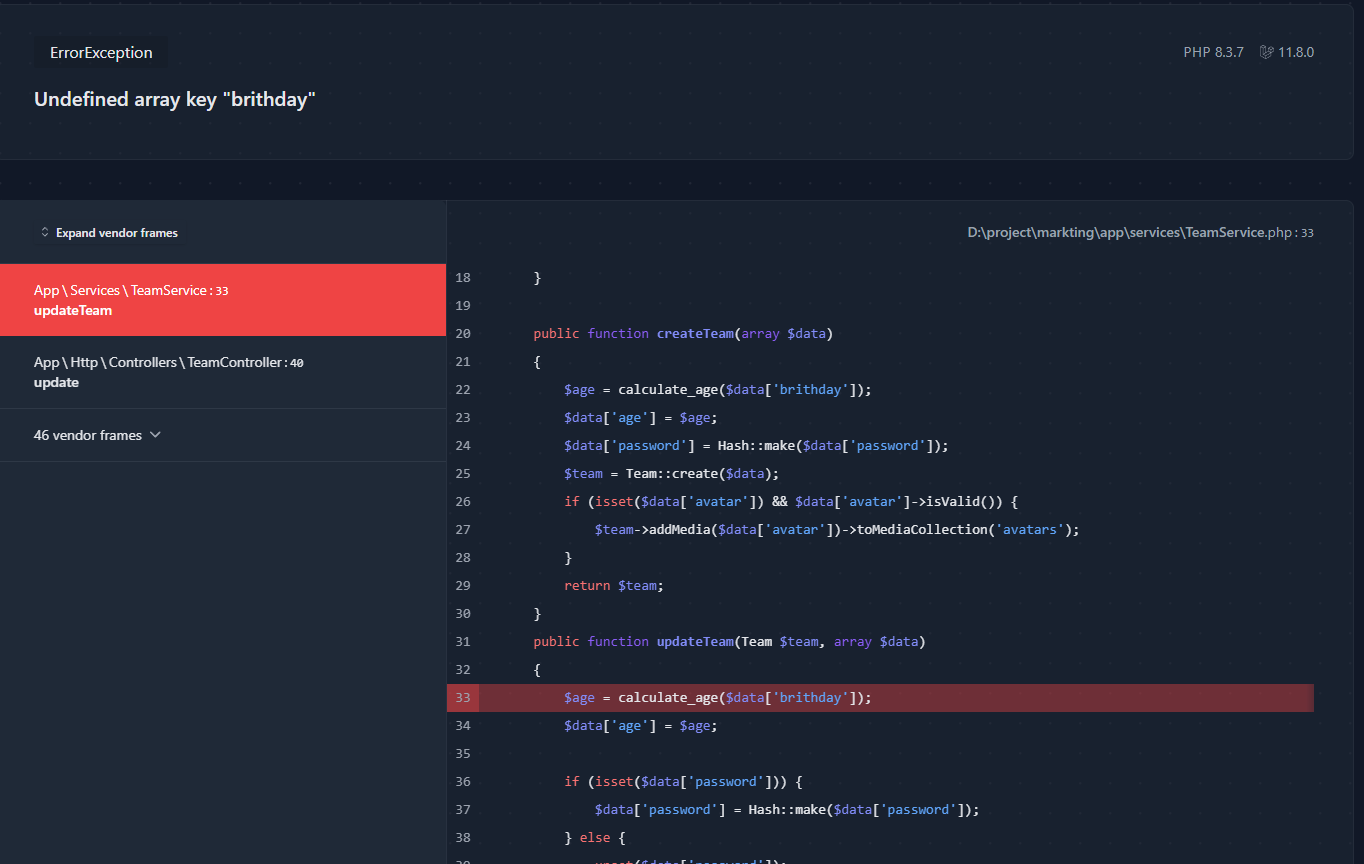 ErrorException
PHP 8.3.7 11.8.0
Undefined array key "brithday"
Expand vendor frames
D:\project\markting\app\services\TeamService.php : 33
App \ Services \ TeamService : 33
updateTeam
App \ Http \ Controllers \ TeamController : 40
update
46 vendor frames
18 }
19
20 public function createTeam(array $data)
21 {
22 $age = calculate_age($data['brithday']);
23 $data['age'] = $age;
24 $data['password'] = Hash::make($data['password']);
25 $team = Team::create($data);
26 if (isset($data['avatar']) && $data['avatar']->isValid()) {
27 $team->addMedia($data['avatar'])->toMediaCollection('avatars');
28 }
29 return $team;
30 }
31 public function updateTeam(Team $team, array $data)
32 {
33 $age = calculate_age($data['brithday']);
34 $data['age'] = $age;
35
36 if (isset($data['password'])) {
37 $data['password'] = Hash::make($data['password']);
38 } else {